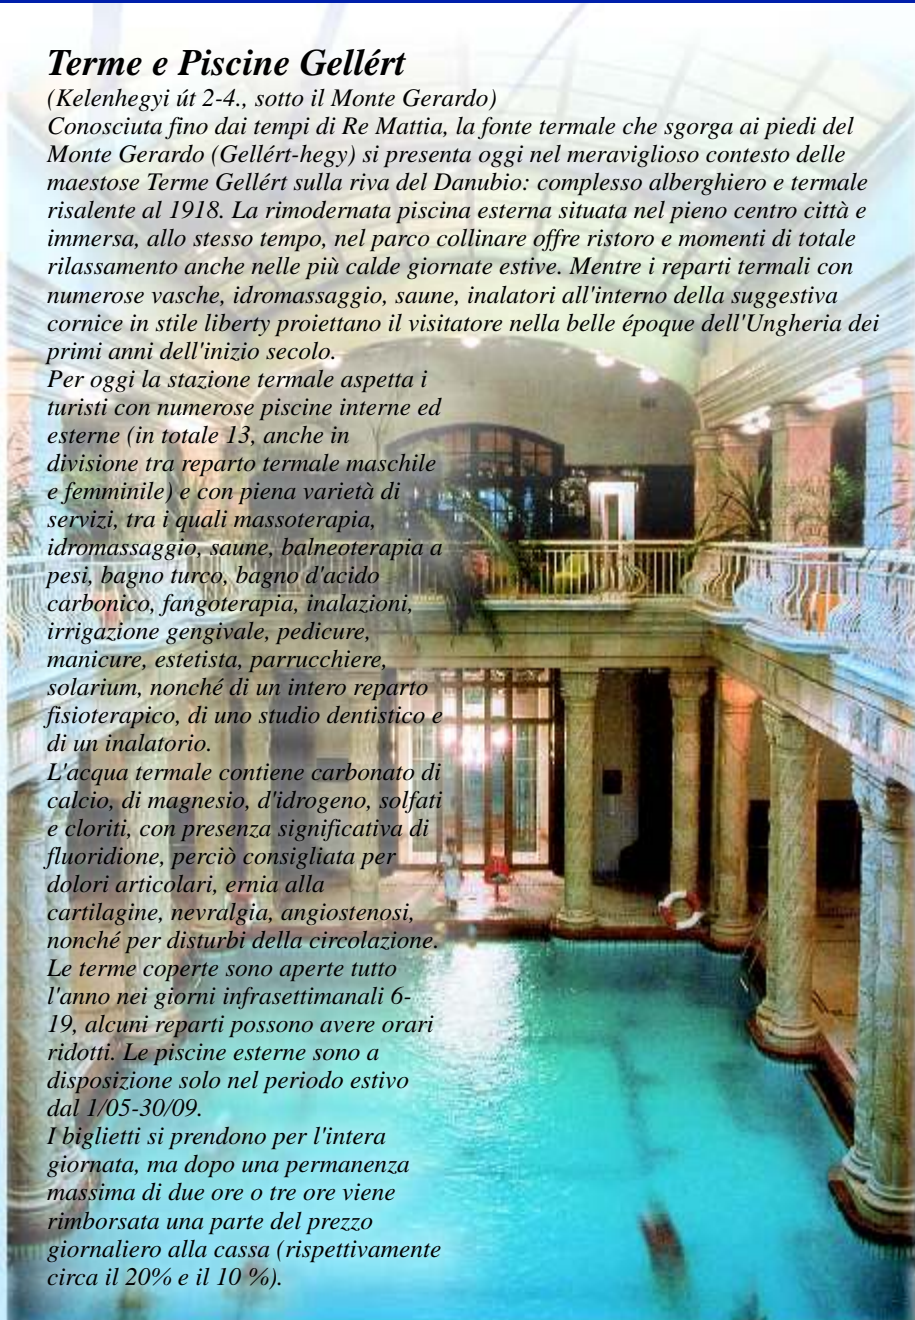 Terme e Piscine Gellért
(Kelenhegyi út 2-4., sotto il Monte Gerardo)
Conosciuta fino dai tempi di Re Mattia, la fonte termale che sgorga ai piedi del
Monte Gerardo (Gellért-hegy) si presenta oggi nel meraviglioso contesto delle
maestose Terme Gellért sulla riva del Danubio: complesso alberghiero e termale
risalente al 1918. La rimodernata piscina esterna situata nel pieno centro città e
immersa, allo stesso tempo, nel parco collinare offre ristoro e momenti di totale
rilassamento anche nelle più calde giornate estive. Mentre i reparti termali con
numerose vasche, idromassaggio, saune, inalatori all'interno della suggestiva
cornice in stile liberty proiettano il visitatore nella belle époque dell'Ungheria dei
primi anni dell'inizio secolo.
Per oggi la stazione termale aspetta i
turisti con numerose piscine interne ed
esterne (in totale 13, anche in
divisione tra reparto termale maschile
e femminile) e con piena varietà di
servizi, tra i quali massoterapia,
idromassaggio, saune, balneoterapia a
pesi, bagno turco, bagno d'acido
carbonico, fangoterapia, inalazioni,
irrigazione gengivale, pedicure,
manicure, estetista, parrucchiere,
solarium, nonché di un intero reparto
fisioterapico, di uno studio dentistico e
di un inalatorio.
L'acqua termale contiene carbonato di
calcio, di magnesio, d'idrogeno, solfati
e cloriti, con presenza significativa di
fluoridione, perciò consigliata per
dolori articolari, ernia alla
cartilagine, nevralgia, angiostenosi,
nonché per disturbi della circolazione.
Le terme coperte sono aperte tutto
l'anno nei giorni infrasettimanali 6-
19, alcuni reparti possono avere orari
ridotti. Le piscine esterne sono a
disposizione solo nel periodo estivo
dal 1/05-30/09.
I biglietti si prendono per l'intera
giornata, ma dopo una permanenza
massima di due ore o tre ore viene
rimborsata una parte del prezzo
giornaliero alla cassa (rispettivamente
circa il 20% e il 10 %).